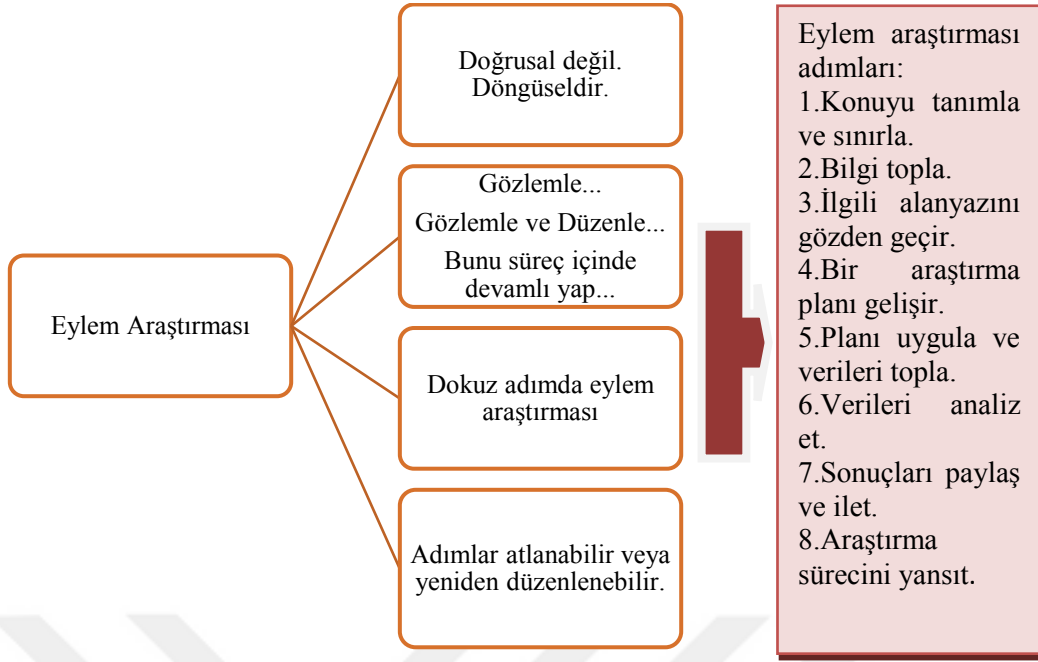 Eylem Araştırması
Doğrusal değil.
Döngüseldir.
Gözlemle...
Gözlemle ve Düzenle...
Bunu süreç içinde
devamlı yap...
Dokuz adımda eylem
araştırması
Adımlar atlanabilir veya
yeniden düzenlenebilir.
Eylem araştırması
adımları:
1.Konuyu tanımla
ve sınırla.
2.Bilgi topla.
3.İlgili alanyazını
gözden geçir.
4.Bir araştırma
planı gelişir.
5.Planı uygula ve
verileri topla.
6.Verileri analiz
et.
7.Sonuçları paylaş
ve ilet.
8.Araştırma
sürecini yansıt.